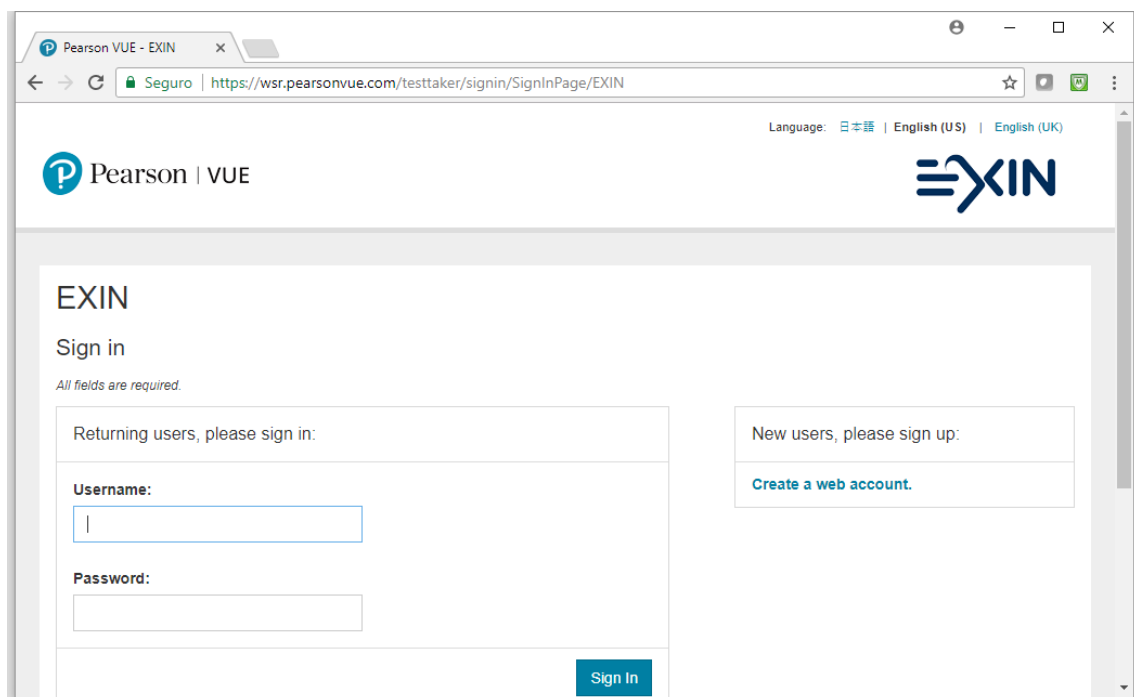 Pearson VUE - EXIN
Seguro | https://wsr.pearsonvue.com/testtaker/signin/SignInPage/EXIN
Language: 日本語 | English (US) | English (UK)
Pearson | VUE
EXIN
EXIN
Sign in
All fields are required.
Returning users, please sign in:
New users, please sign up:
Username:
Create a web account.
Password:
Sign In